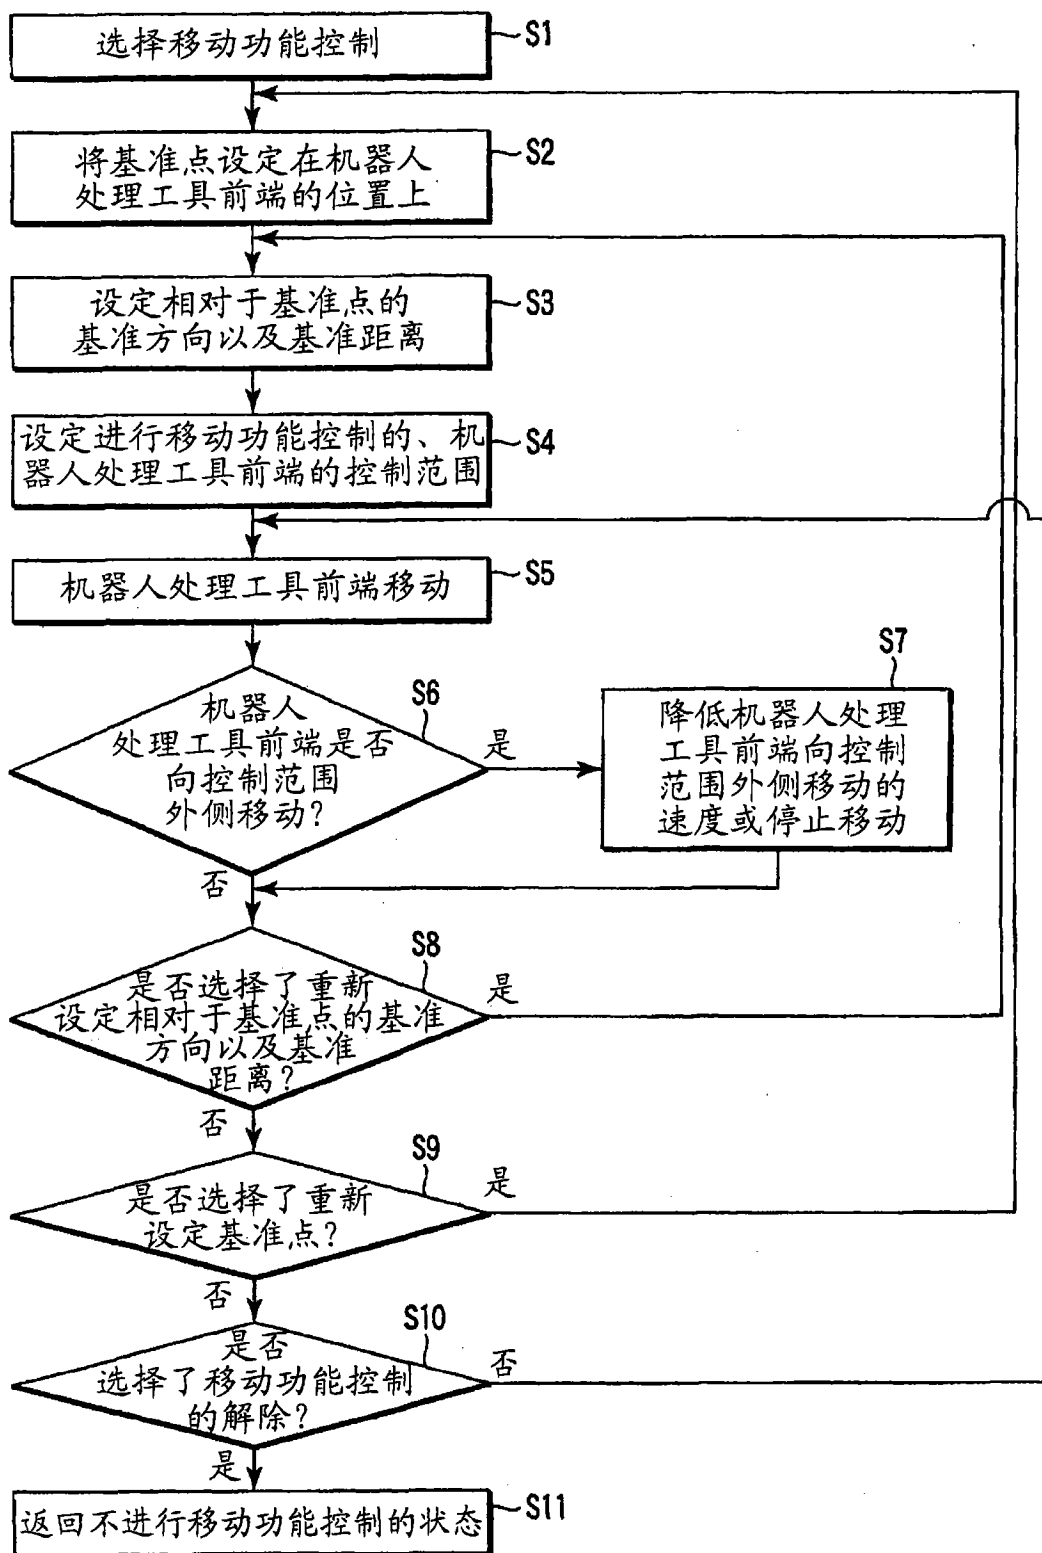 选择移动功能控制
S1
将基准点设定在机器人
处理工具前端的位置上
S2
设定相对于基准点的
基准方向以及基准距离
S3
设定进行移动功能控制的、机
器人处理工具前端的控制范围
S4
机器人处理工具前端移动
S5
机器人
处理工具前端是否
向控制范围
外侧移动?
S6
是
S7
降低机器人处理
工具前端向控制
范围外侧移动的
速度或停止移动
否
是否选择了重新
设定相对于基准点的基准
方向以及基准
距离?
S8
是
否
是否选择了重新
设定基准点?
S9
是
否
是否
选择了移动功能控制
的解除?
S10
否
是
返回不进行移动功能控制的状态
S11